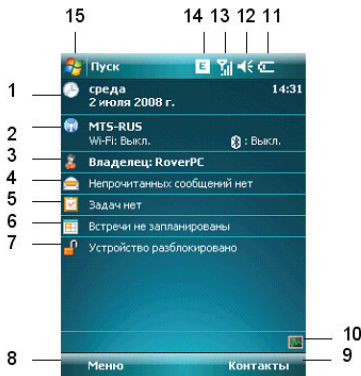 15
14
13
12
11
Пуск
E
1
среда
14:31
2 июля 2008 г.
2
MTS-RUS
Wi-Fi: Выкл.
: Выкл.
3
Владелец: RoverPC
4
Непрочитанных сообщений нет
5
Задач нет
6
Встречи не запланированы
7
Устройство разблокировано
10
8
Меню
Контакты
9